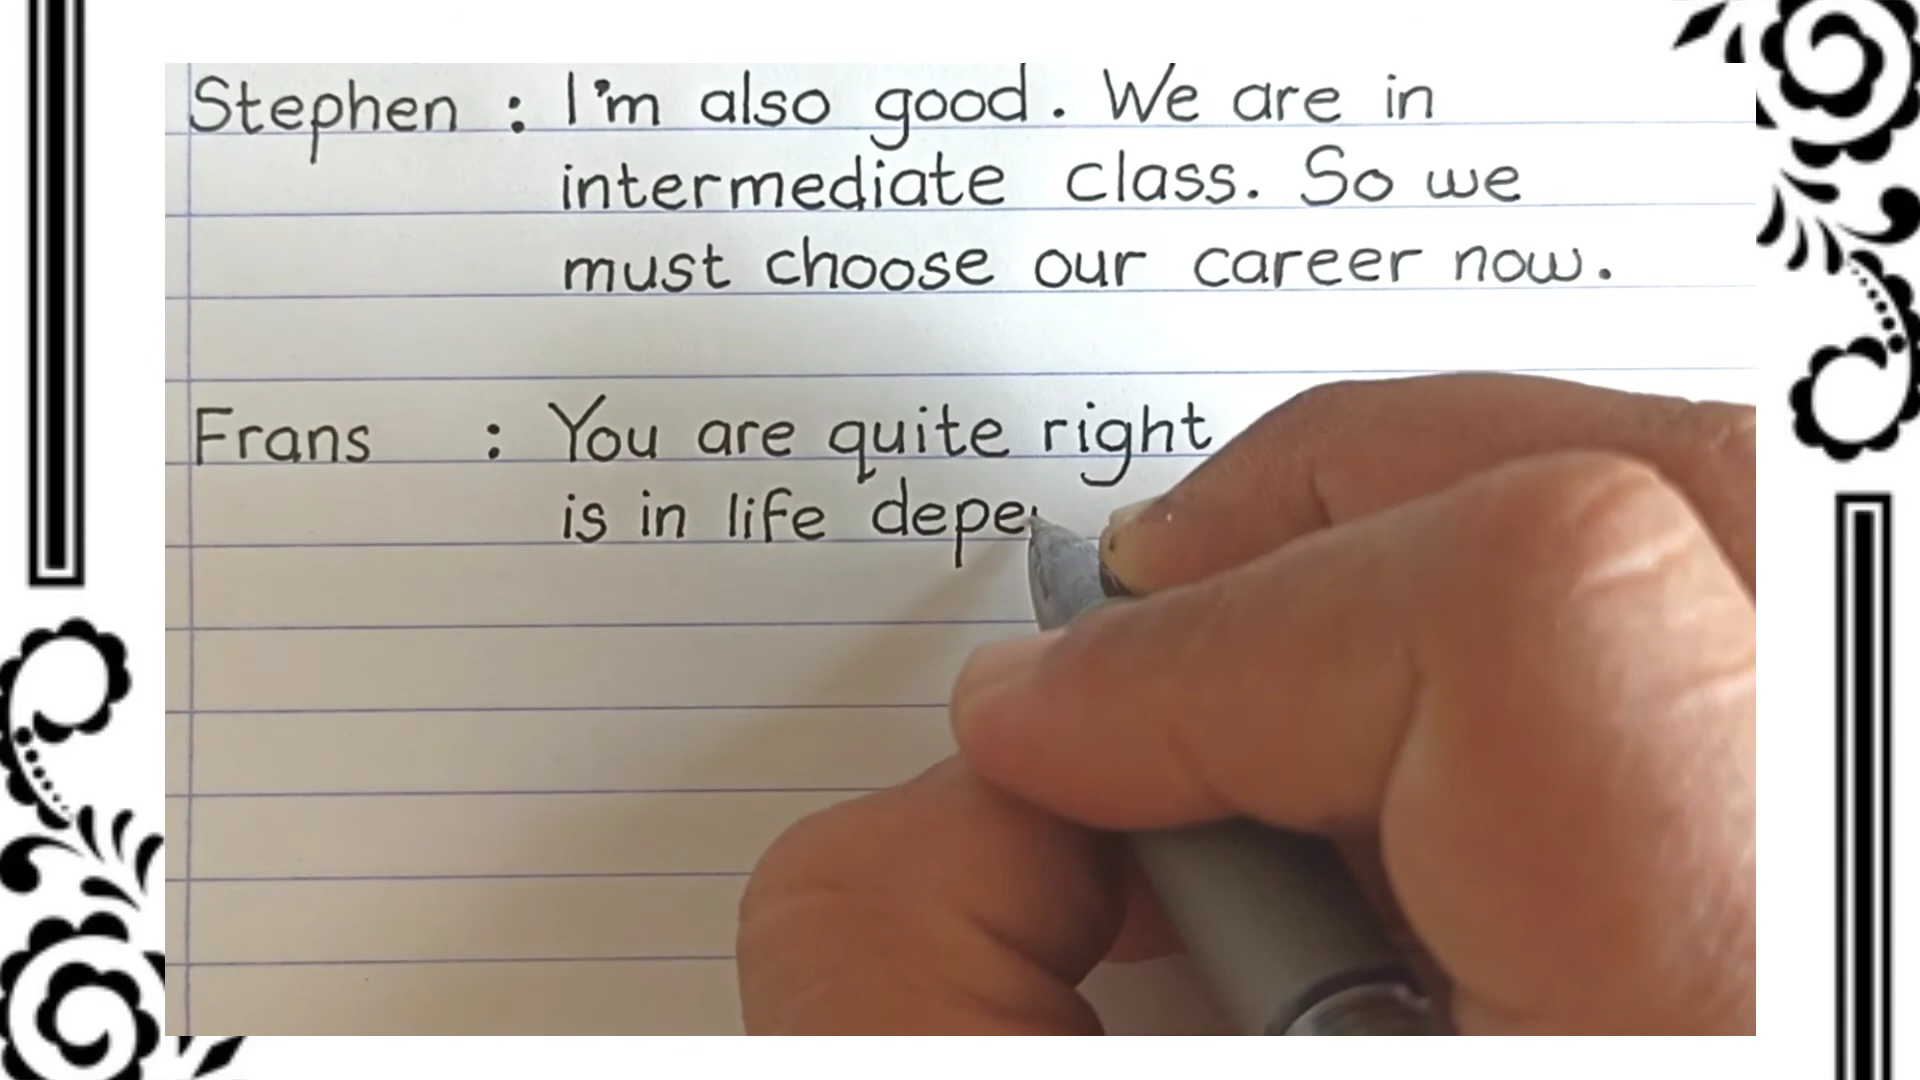 Stephen : I'm also good. We are in
intermediate class. So we
must choose our career now.
Frans : You are quite right
is in life